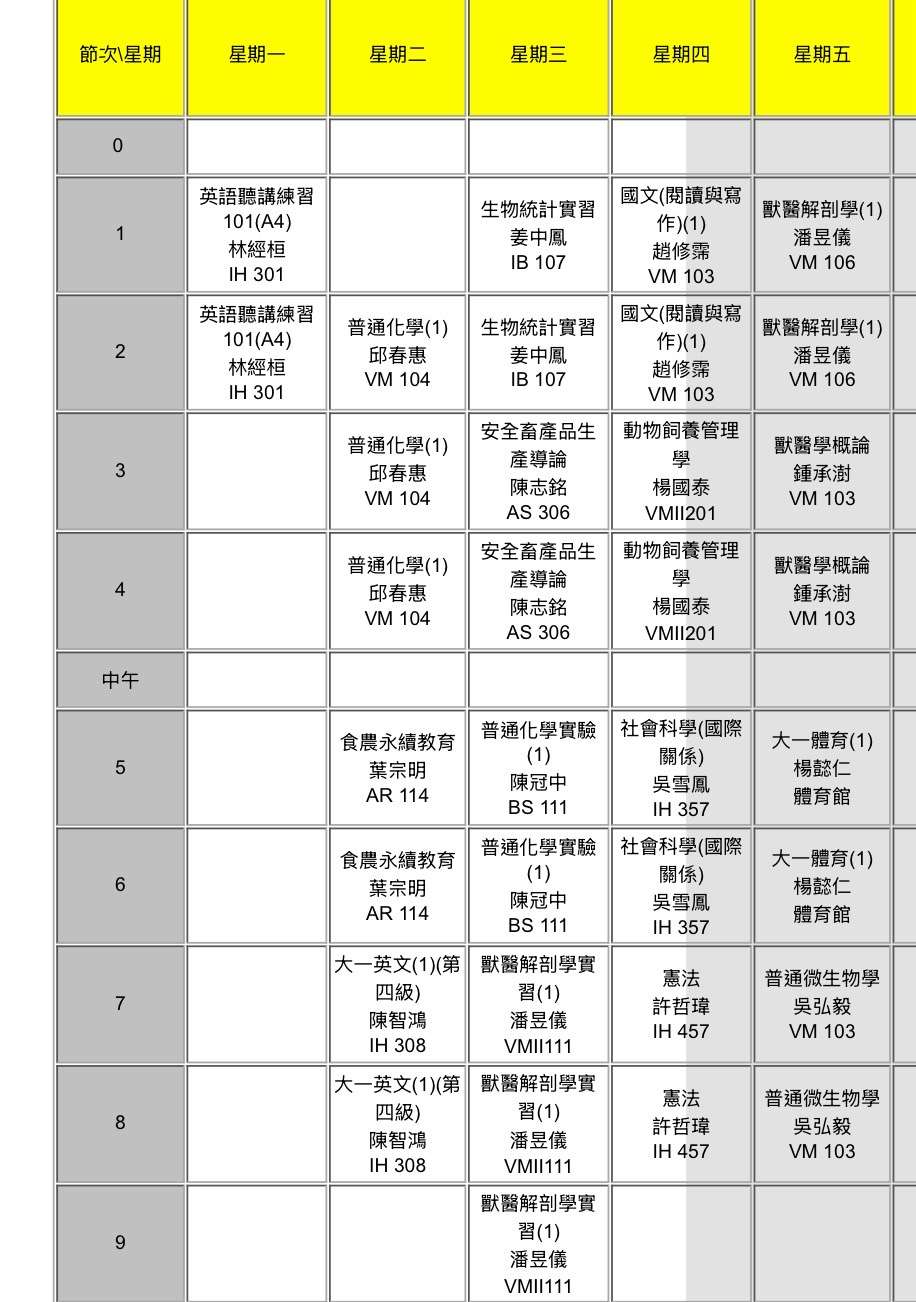 節次\星期 星期一 星期二 星期三 星期四 星期五
0
1
英語聽講練習
101(A4)
林經桓
IH 301
生物統計實習
姜中鳳
IB 107
國文(閱讀與寫
作)(1)
趙修霈
VM 103
獸醫解剖學(1)
潘昱儀
VM 106
2
英語聽講練習
101(A4)
林經桓
IH 301
普通化學(1)
邱春惠
VM 104
生物統計實習
姜中鳳
IB 107
國文(閱讀與寫
作)(1)
趙修霈
VM 103
獸醫解剖學(1)
潘昱儀
VM 106
3
普通化學(1)
邱春惠
VM 104
安全畜產品生
產導論
陳志銘
AS 306
動物飼養管理
學
楊國泰
VMII201
獸醫學概論
鍾承澍
VM 103
4
普通化學(1)
邱春惠
VM 104
安全畜產品生
產導論
陳志銘
AS 306
動物飼養管理
學
楊國泰
VMII201
獸醫學概論
鍾承澍
VM 103
中午
5
食農永續教育
葉宗明
AR 114
普通化學實驗
(1)
陳冠中
BS 111
社會科學(國際
關係)
吳雪鳳
IH 357
大一體育(1)
楊懿仁
體育館
6
食農永續教育
葉宗明
AR 114
普通化學實驗
(1)
陳冠中
BS 111
社會科學(國際
關係)
吳雪鳳
IH 357
大一體育(1)
楊懿仁
體育館
7
大一英文(1)(第
四級)
陳智鴻
IH 308
獸醫解剖學實
習(1)
潘昱儀
VMII111
憲法
許哲瑋
IH 457
普通微生物學
吳弘毅
VM 103
8
大一英文(1)(第
四級)
陳智鴻
IH 308
獸醫解剖學實
習(1)
潘昱儀
VMII111
憲法
許哲瑋
IH 457
普通微生物學
吳弘毅
VM 103
9
獸醫解剖學實
習(1)
潘昱儀
VMII111